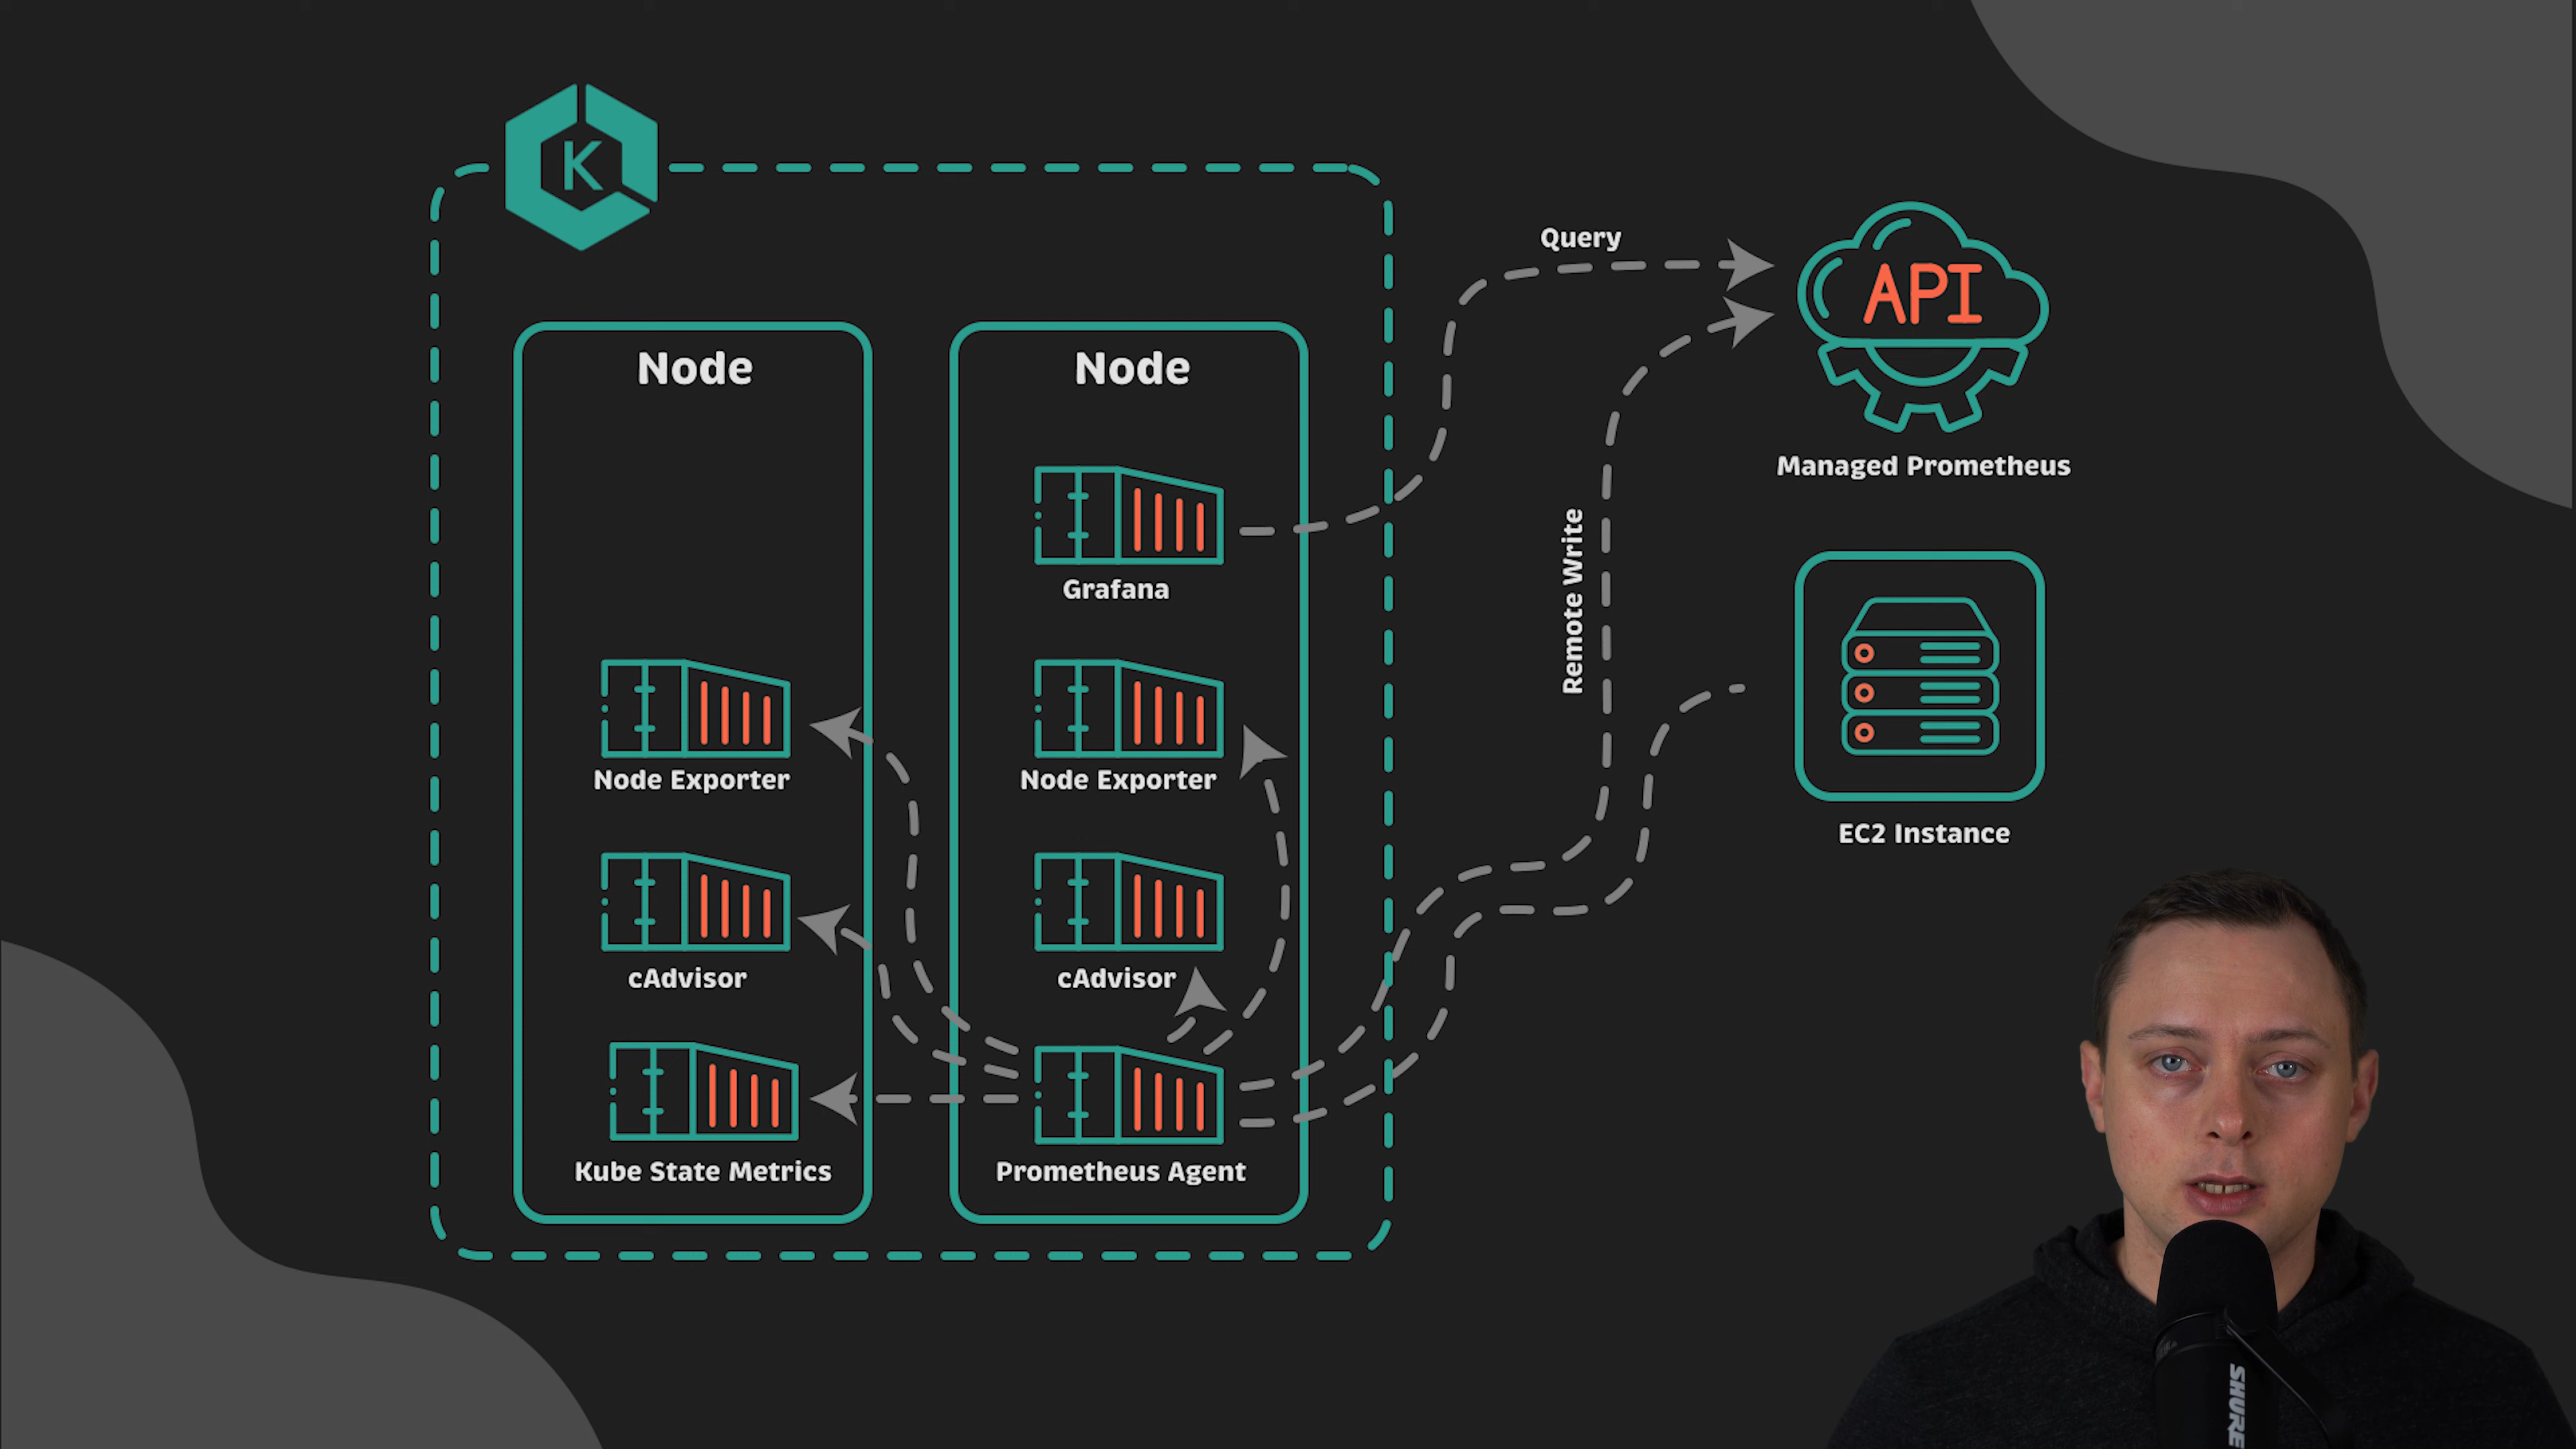 K
Node
Node
Query
API
Managed Prometheus
Grafana
Remote Write
Node Exporter
Node Exporter
EC2 Instance
cAdvisor
cAdvisor
Kube State Metrics
Prometheus Agent
SHURE